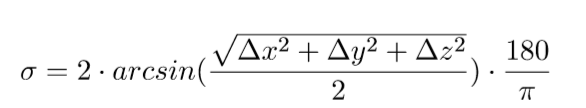 σ = 2 · arcsin(√(Δx² + Δy² + Δz²) / 2) · 180 / π